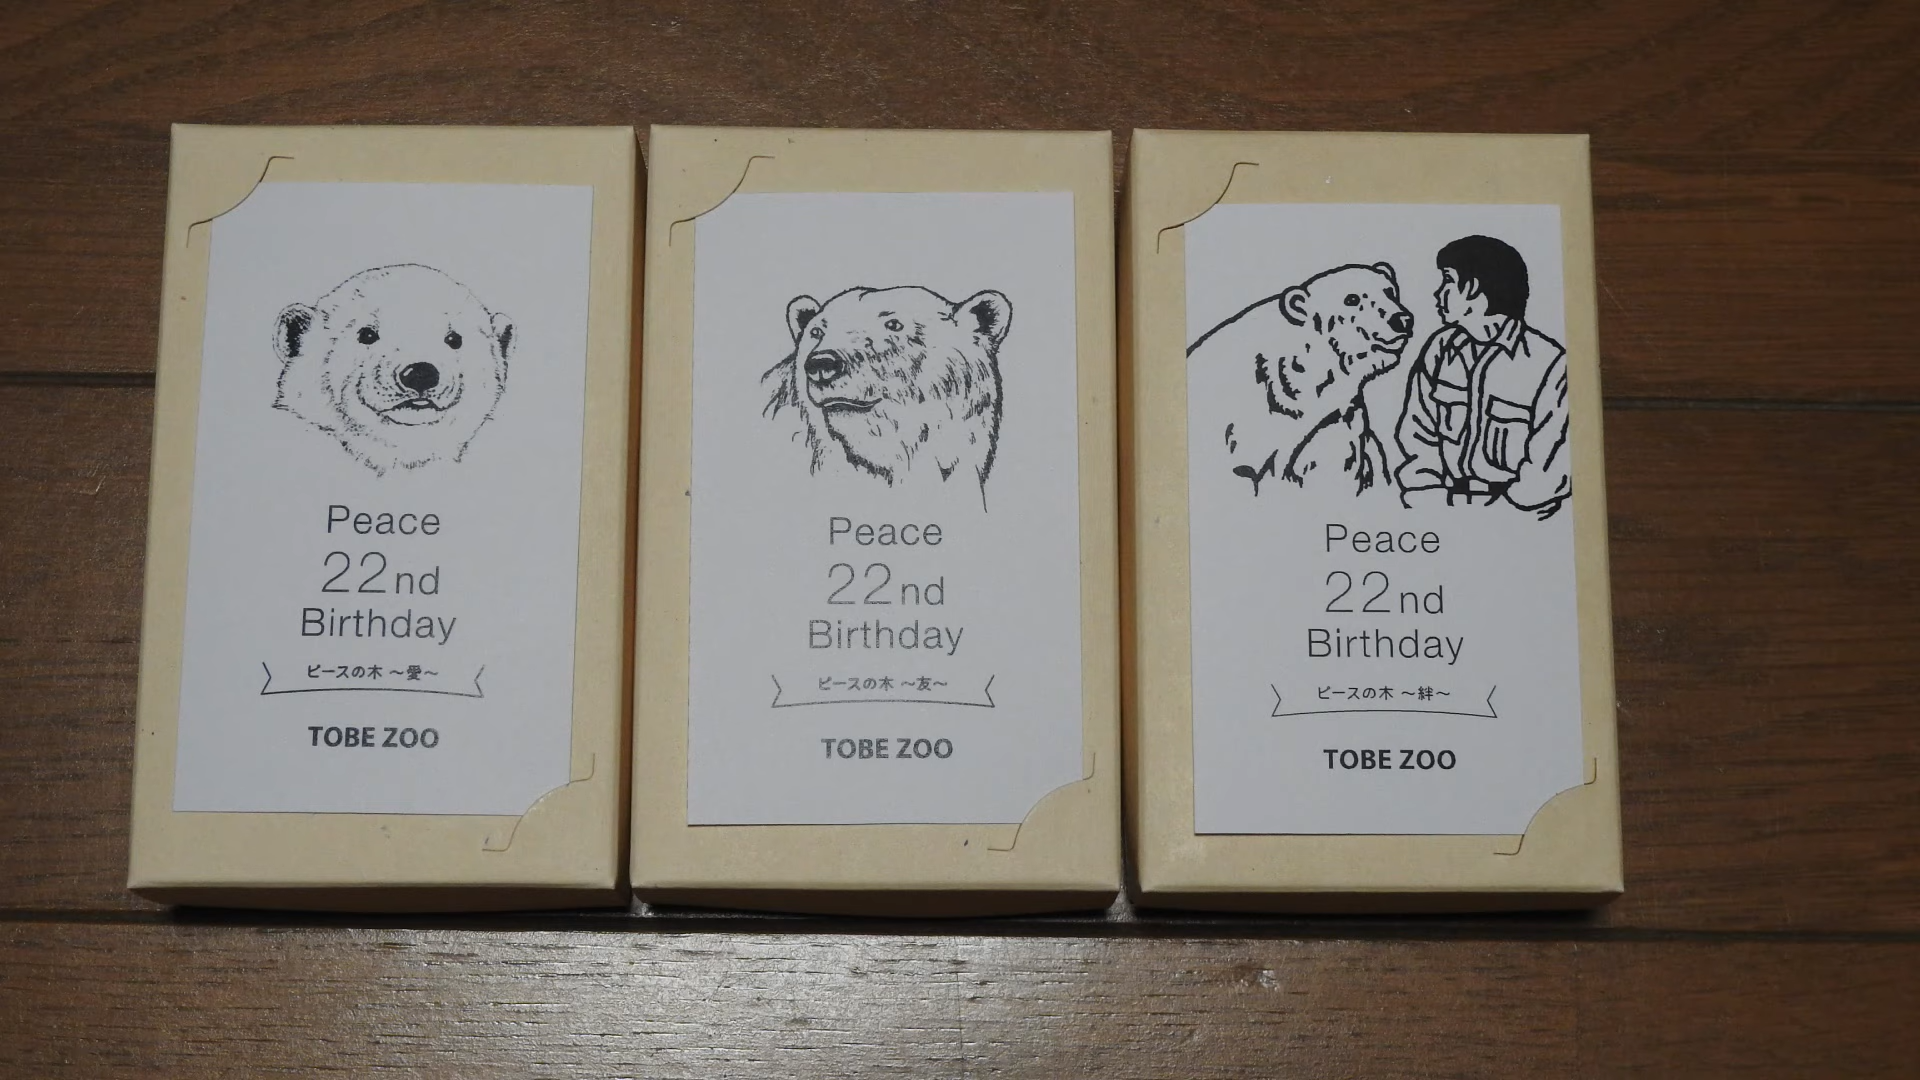 Peace
22nd
Birthday
ピースの木 ～愛～
TOBE ZOO
Peace
22nd
Birthday
ピースの木 ～友～
TOBE ZOO
Peace
22nd
Birthday
ピースの木 ～絆～
TOBE ZOO